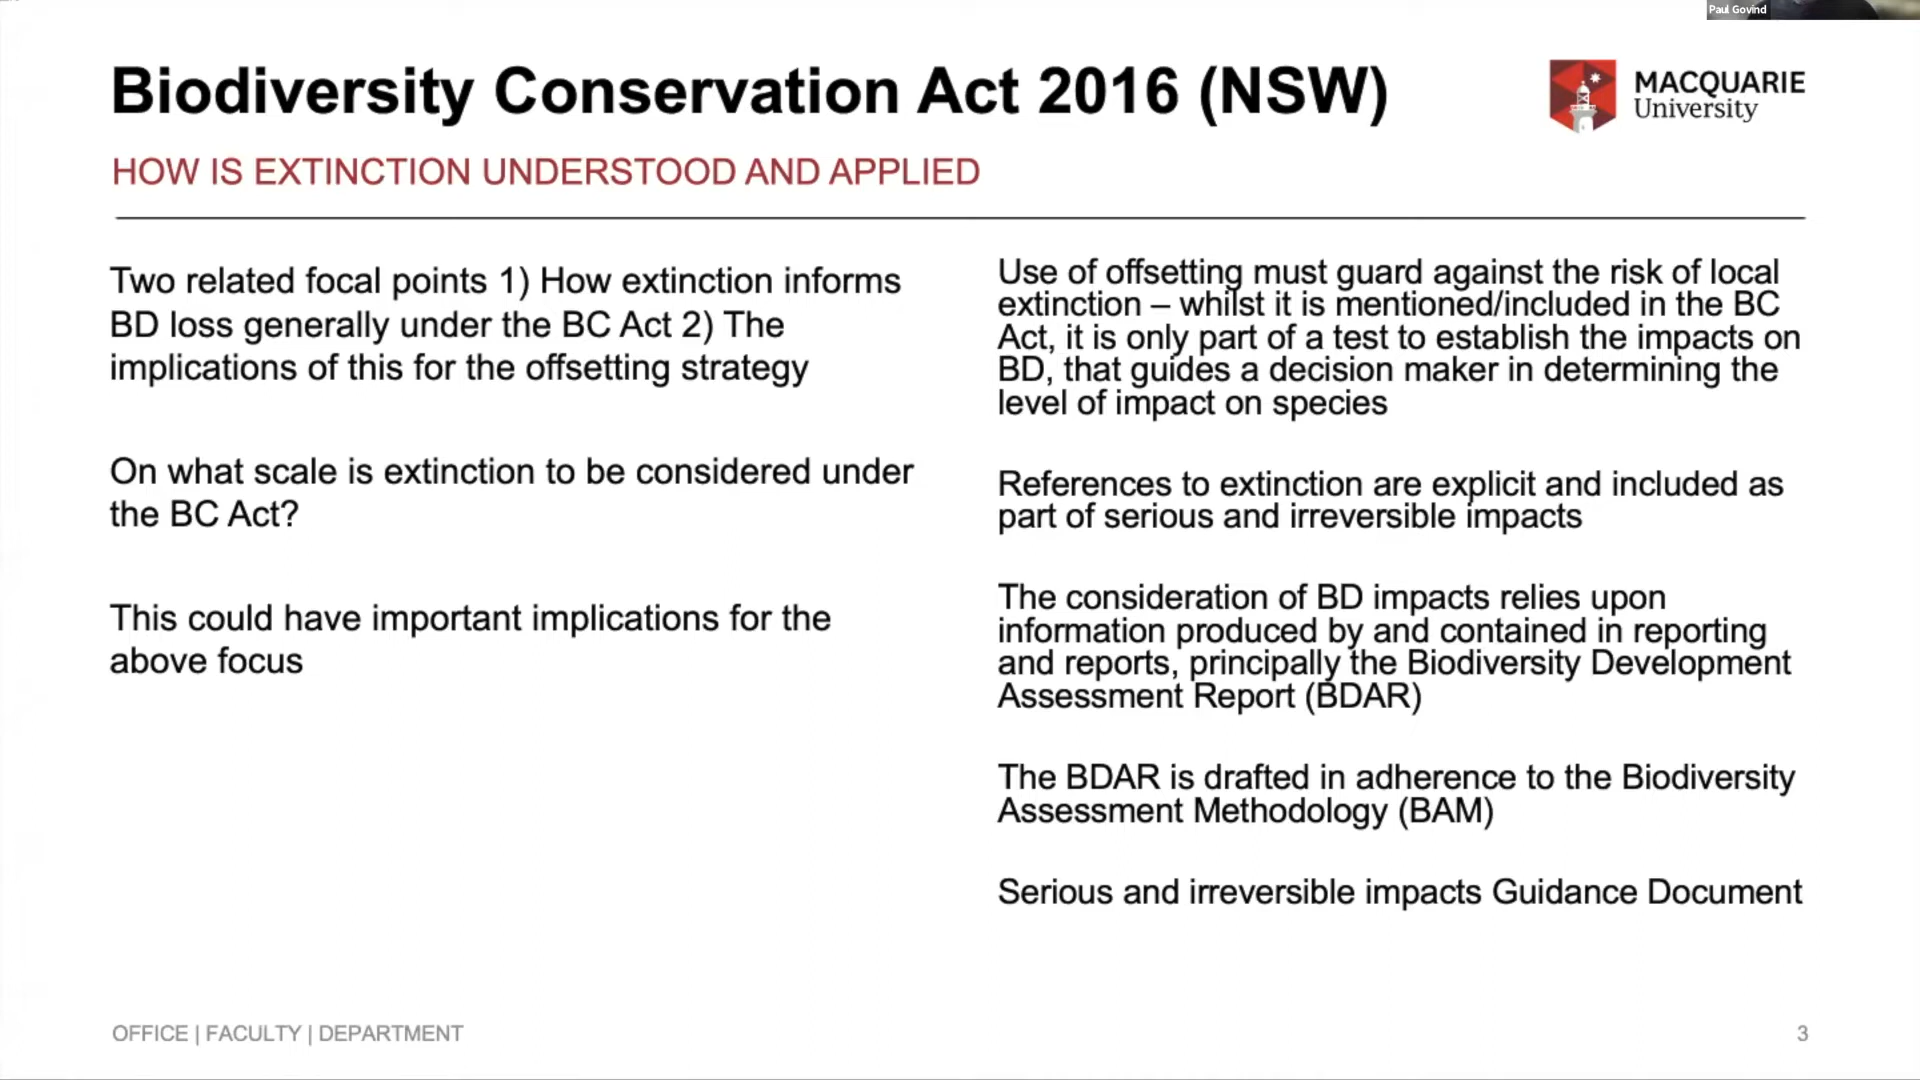 Paul Govind
Biodiversity Conservation Act 2016 (NSW)
MACQUARIE
University
HOW IS EXTINCTION UNDERSTOOD AND APPLIED
Two related focal points 1) How extinction informs
BD loss generally under the BC Act 2) The
implications of this for the offsetting strategy
On what scale is extinction to be considered under
the BC Act?
This could have important implications for the
above focus
Use of offsetting must guard against the risk of local
extinction – whilst it is mentioned/included in the BC
Act, it is only part of a test to establish the impacts on
BD, that guides a decision maker in determining the
level of impact on species
References to extinction are explicit and included as
part of serious and irreversible impacts
The consideration of BD impacts relies upon
information produced by and contained in reporting
and reports, principally the Biodiversity Development
Assessment Report (BDAR)
The BDAR is drafted in adherence to the Biodiversity
Assessment Methodology (BAM)
Serious and irreversible impacts Guidance Document
OFFICE | FACULTY | DEPARTMENT
3